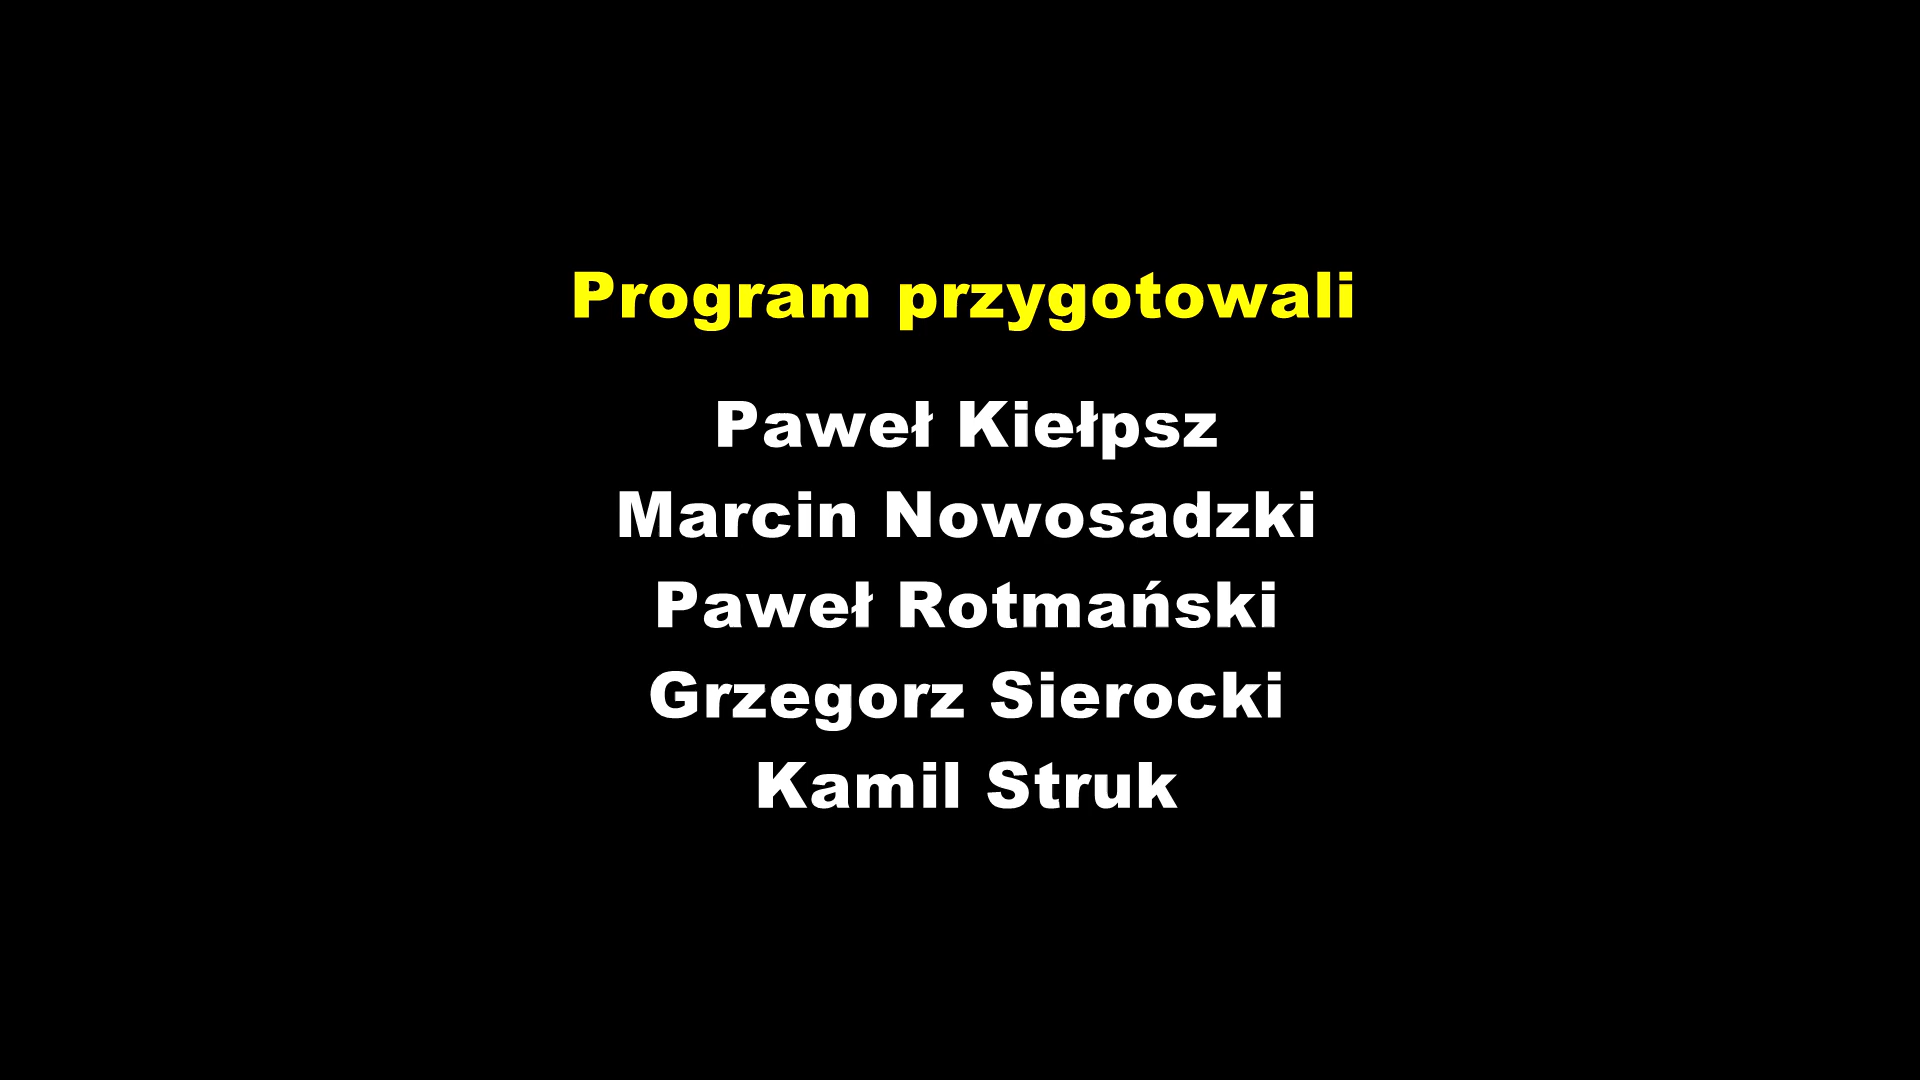 Program przygotowali
Paweł Kiełpsz
Marcin Nowosadzki
Paweł Rotmański
Grzegorz Sierocki
Kamil Struk